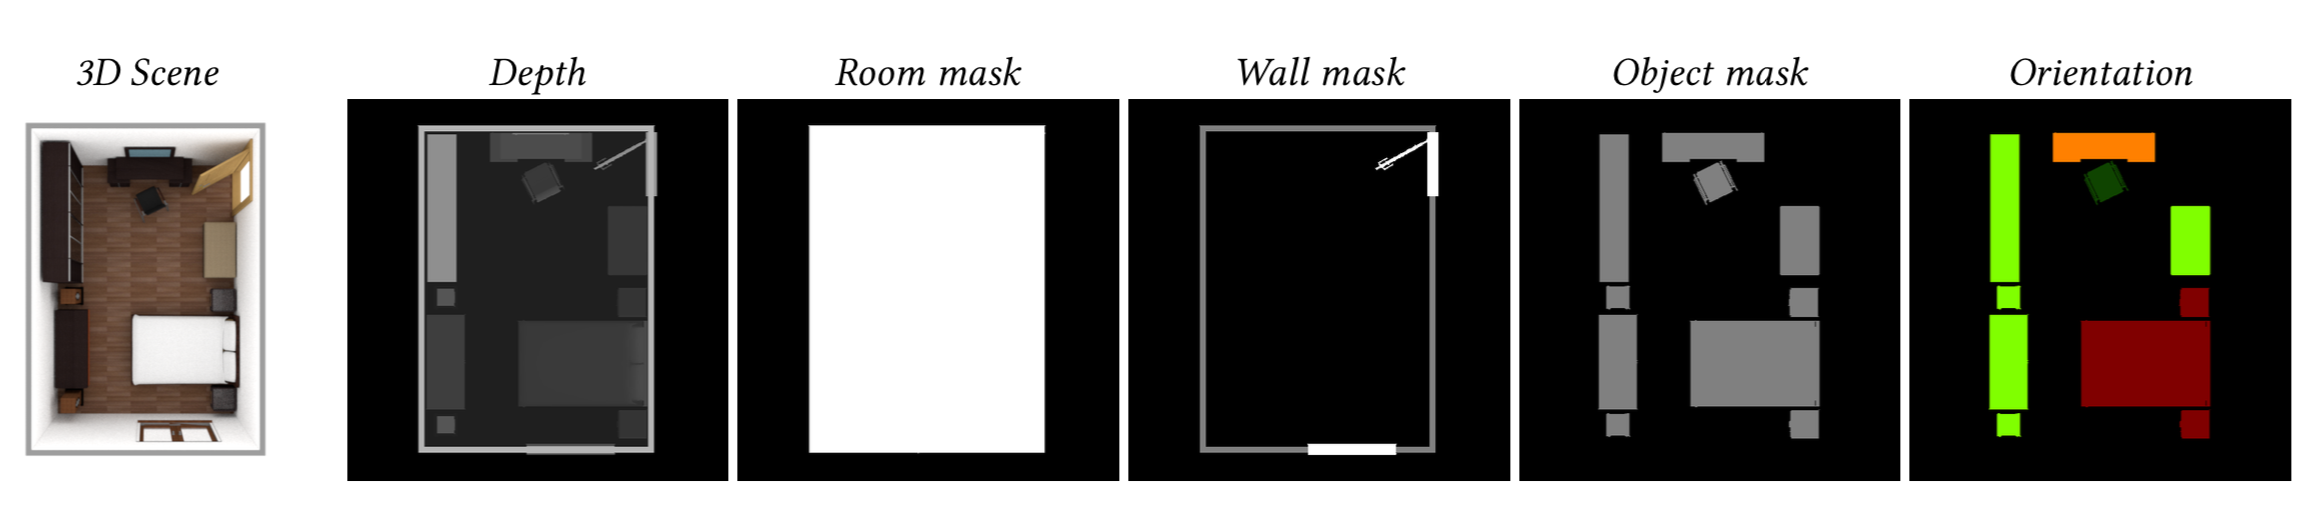 3D Scene
Depth
Room mask
Wall mask
Object mask
Orientation